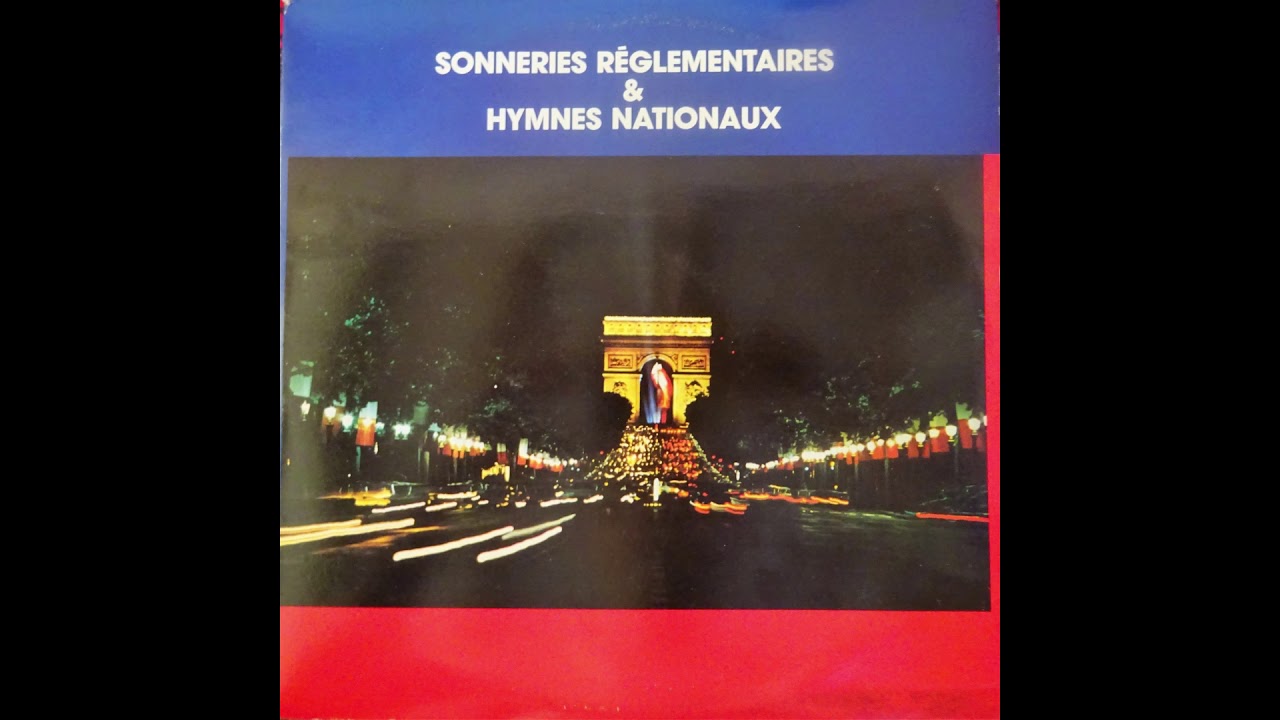 SONNERIES RÉGLEMENTAIRES
&
HYMNES NATIONAUX